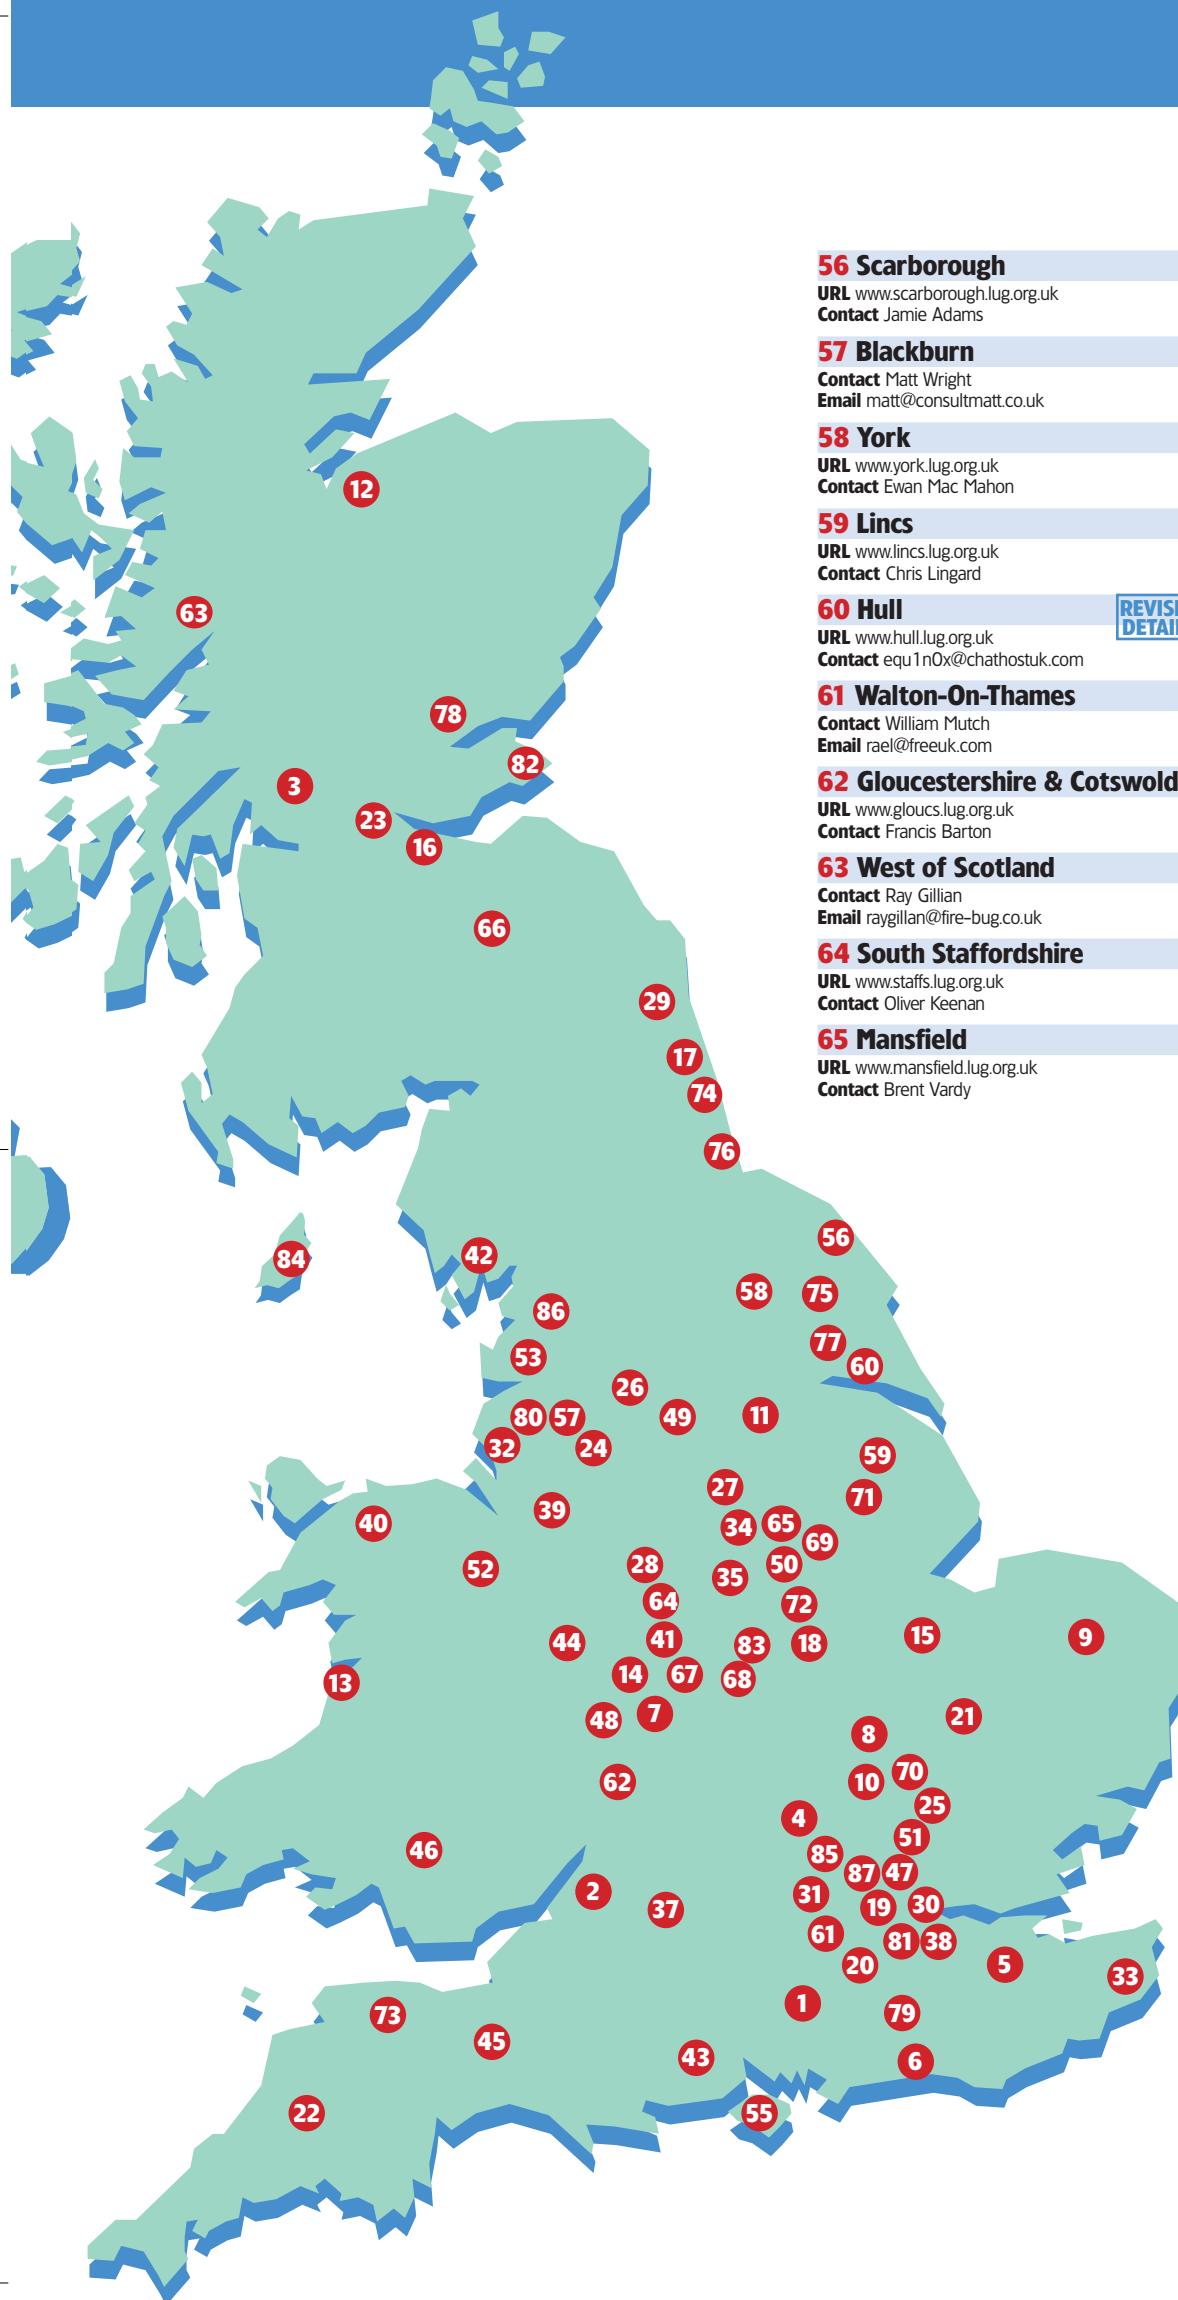 56 Scarborough
URL www.scarborough.lug.org.uk
Contact Jamie Adams
57 Blackburn
Contact Matt Wright
Email matt@consultmatt.co.uk
58 York
URL www.york.lug.org.uk
Contact Ewan Mac Mahon
59 Lincs
URL www.lincs.lug.org.uk
Contact Chris Lingard
60 Hull
REVIS
DETAI
URL www.hull.lug.org.uk
Contact equ1n0x@chathostuk.com
61 Walton-On-Thames
Contact William Mutch
Email rael@freeuk.com
62 Gloucestershire & Cotswold
URL www.gloucs.lug.org.uk
Contact Francis Barton
63 West of Scotland
Contact Ray Gillian
Email raygillan@fire-bug.co.uk
64 South Staffordshire
URL www.staffs.lug.org.uk
Contact Oliver Keenan
65 Mansfield
URL www.mansfield.lug.org.uk
Contact Brent Vardy
12
63
78
82
3
23
16
66
29
17
74
76
56
84
42
58
75
86
77
53
60
26
80
57
49
11
32
24
59
27
71
39
40
34
65
69
52
28
35
50
64
72
44
41
83
18
15
9
13
14
67
68
48
7
21
8
62
10
70
25
4
51
46
85
87
47
2
31
37
19
30
61
81
38
20
5
33
1
73
79
45
43
6
22
55